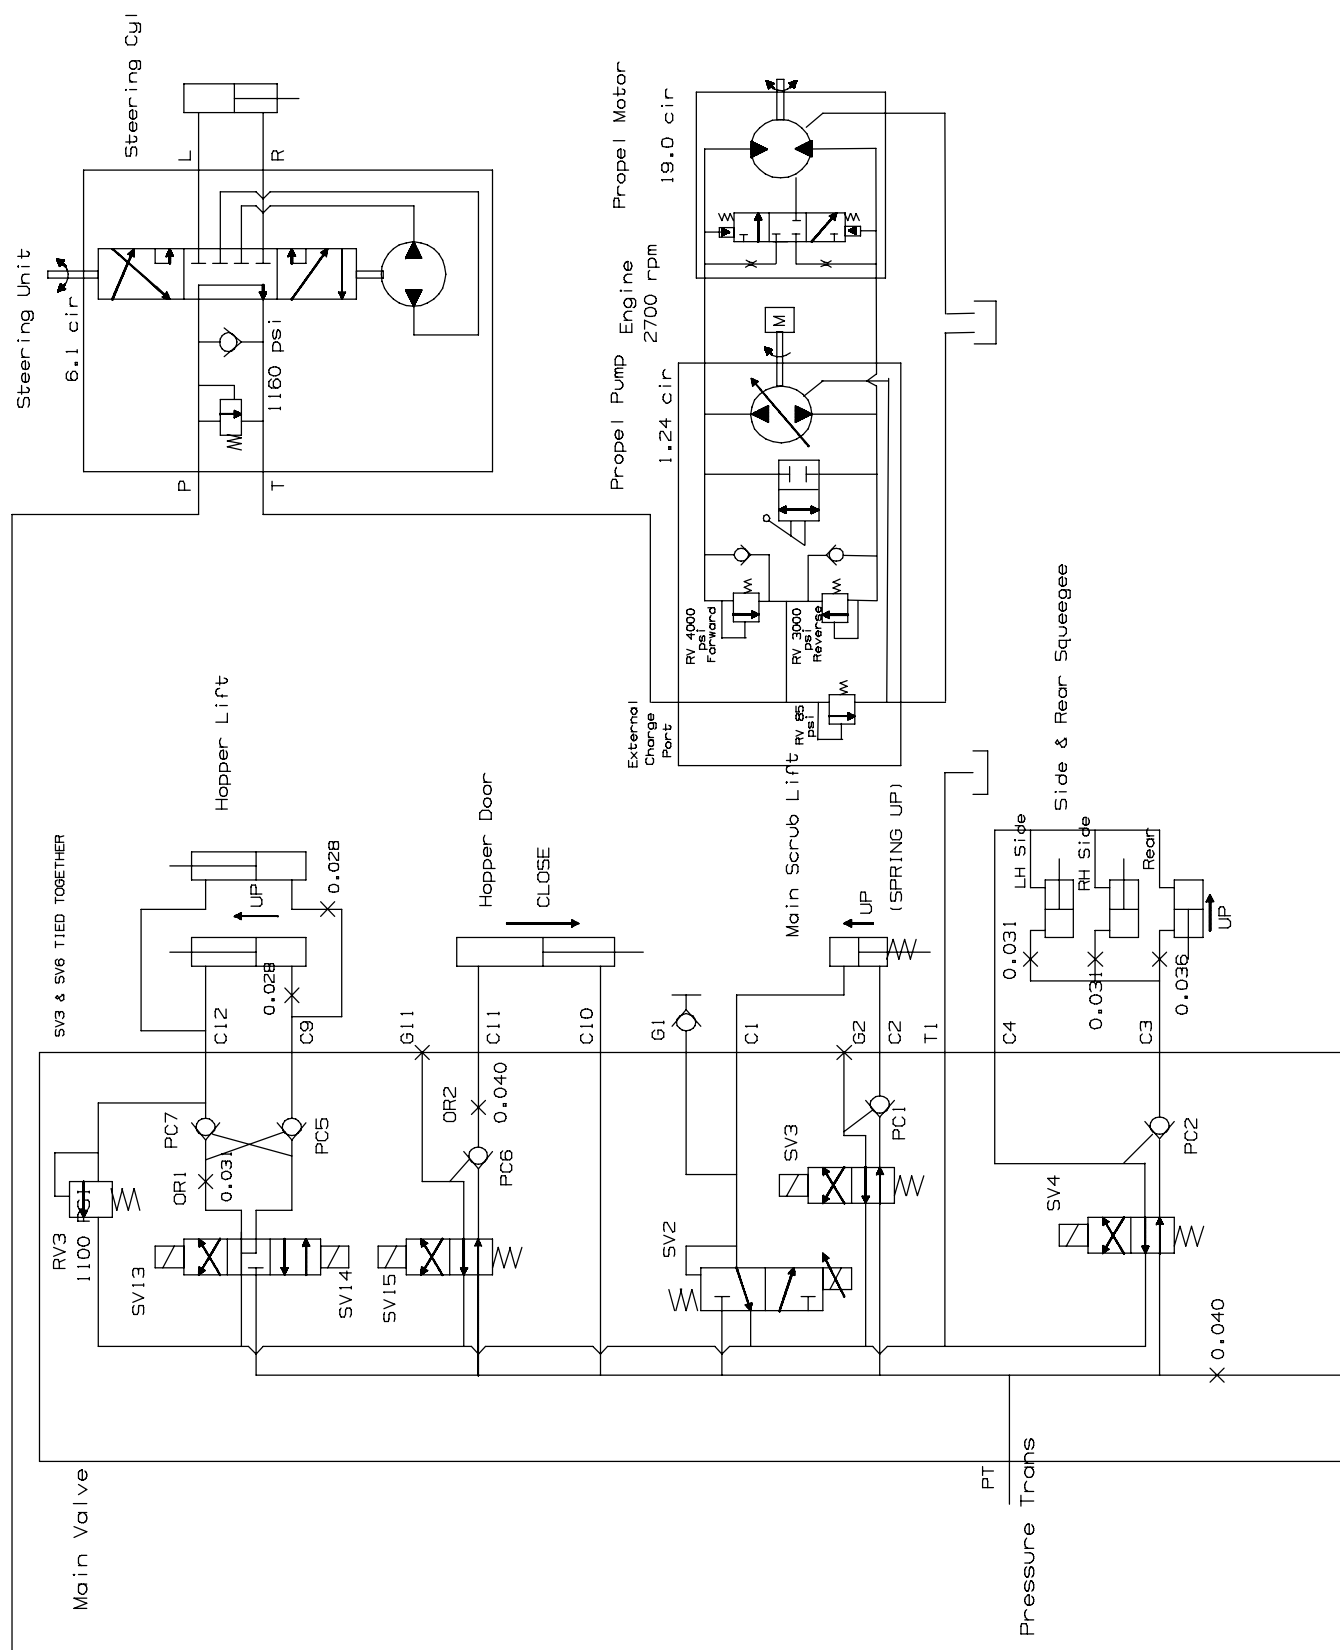 Steering Unit
6.1 cir
1160 psi
P
T
L
R
Steering Cyl
Propel Motor
19.0 cir
Engine
2700 rpm
M
Propel Pump
1.24 cir
RV 4000
psi
Forward
RV 3000
psi
Reverse
RV 85
psi
External
Charge
Port
SV3 & SV6 TIED TOGETHER
Hopper Lift
UP
0.028
0.028
C12
C9
Hopper Door
CLOSE
G11
C11
C10
Main Scrub Lift
UP
(SPRING UP)
G1
C1
G2
C2
T1
Side & Rear Squeegee
LH Side
RH Side
Rear
0.031
0.031
0.036
UP
C4
C3
RV3
1100 PSI
PC7
PC5
OR1
0.031
SV13
SV14
OR2
0.040
PC6
SV15
SV2
SV3
PC1
SV4
PC2
0.040
Main Valve
PT
Pressure Trans